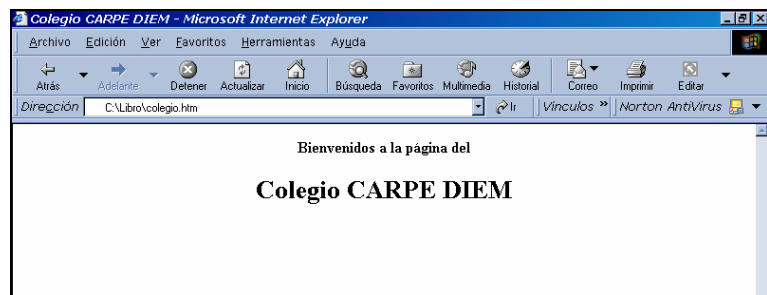 Colegio CARPE DIEM - Microsoft Internet Explorer
Archivo Edición Ver Favoritos Herramientas Ayuda
Atrás Adelante Detener Actualizar Inicio Búsqueda Favoritos Multimedia Historial Correo Imprimir Editar
Dirección C:\Libro\colegio.htm Ir Vínculos » Norton AntiVirus
Bienvenidos a la página del
Colegio CARPE DIEM